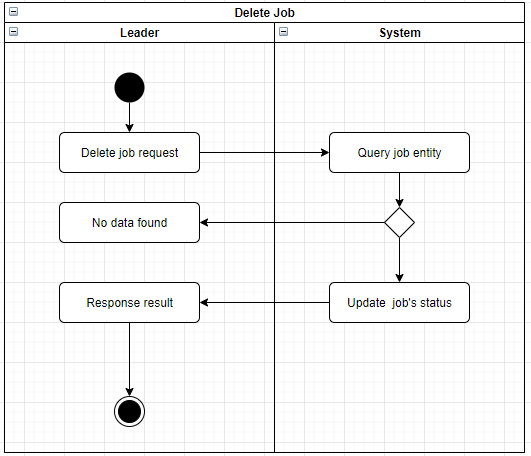 Delete Job
Leader
System
Delete job request
Query job entity
No data found
Response result
Update job's status